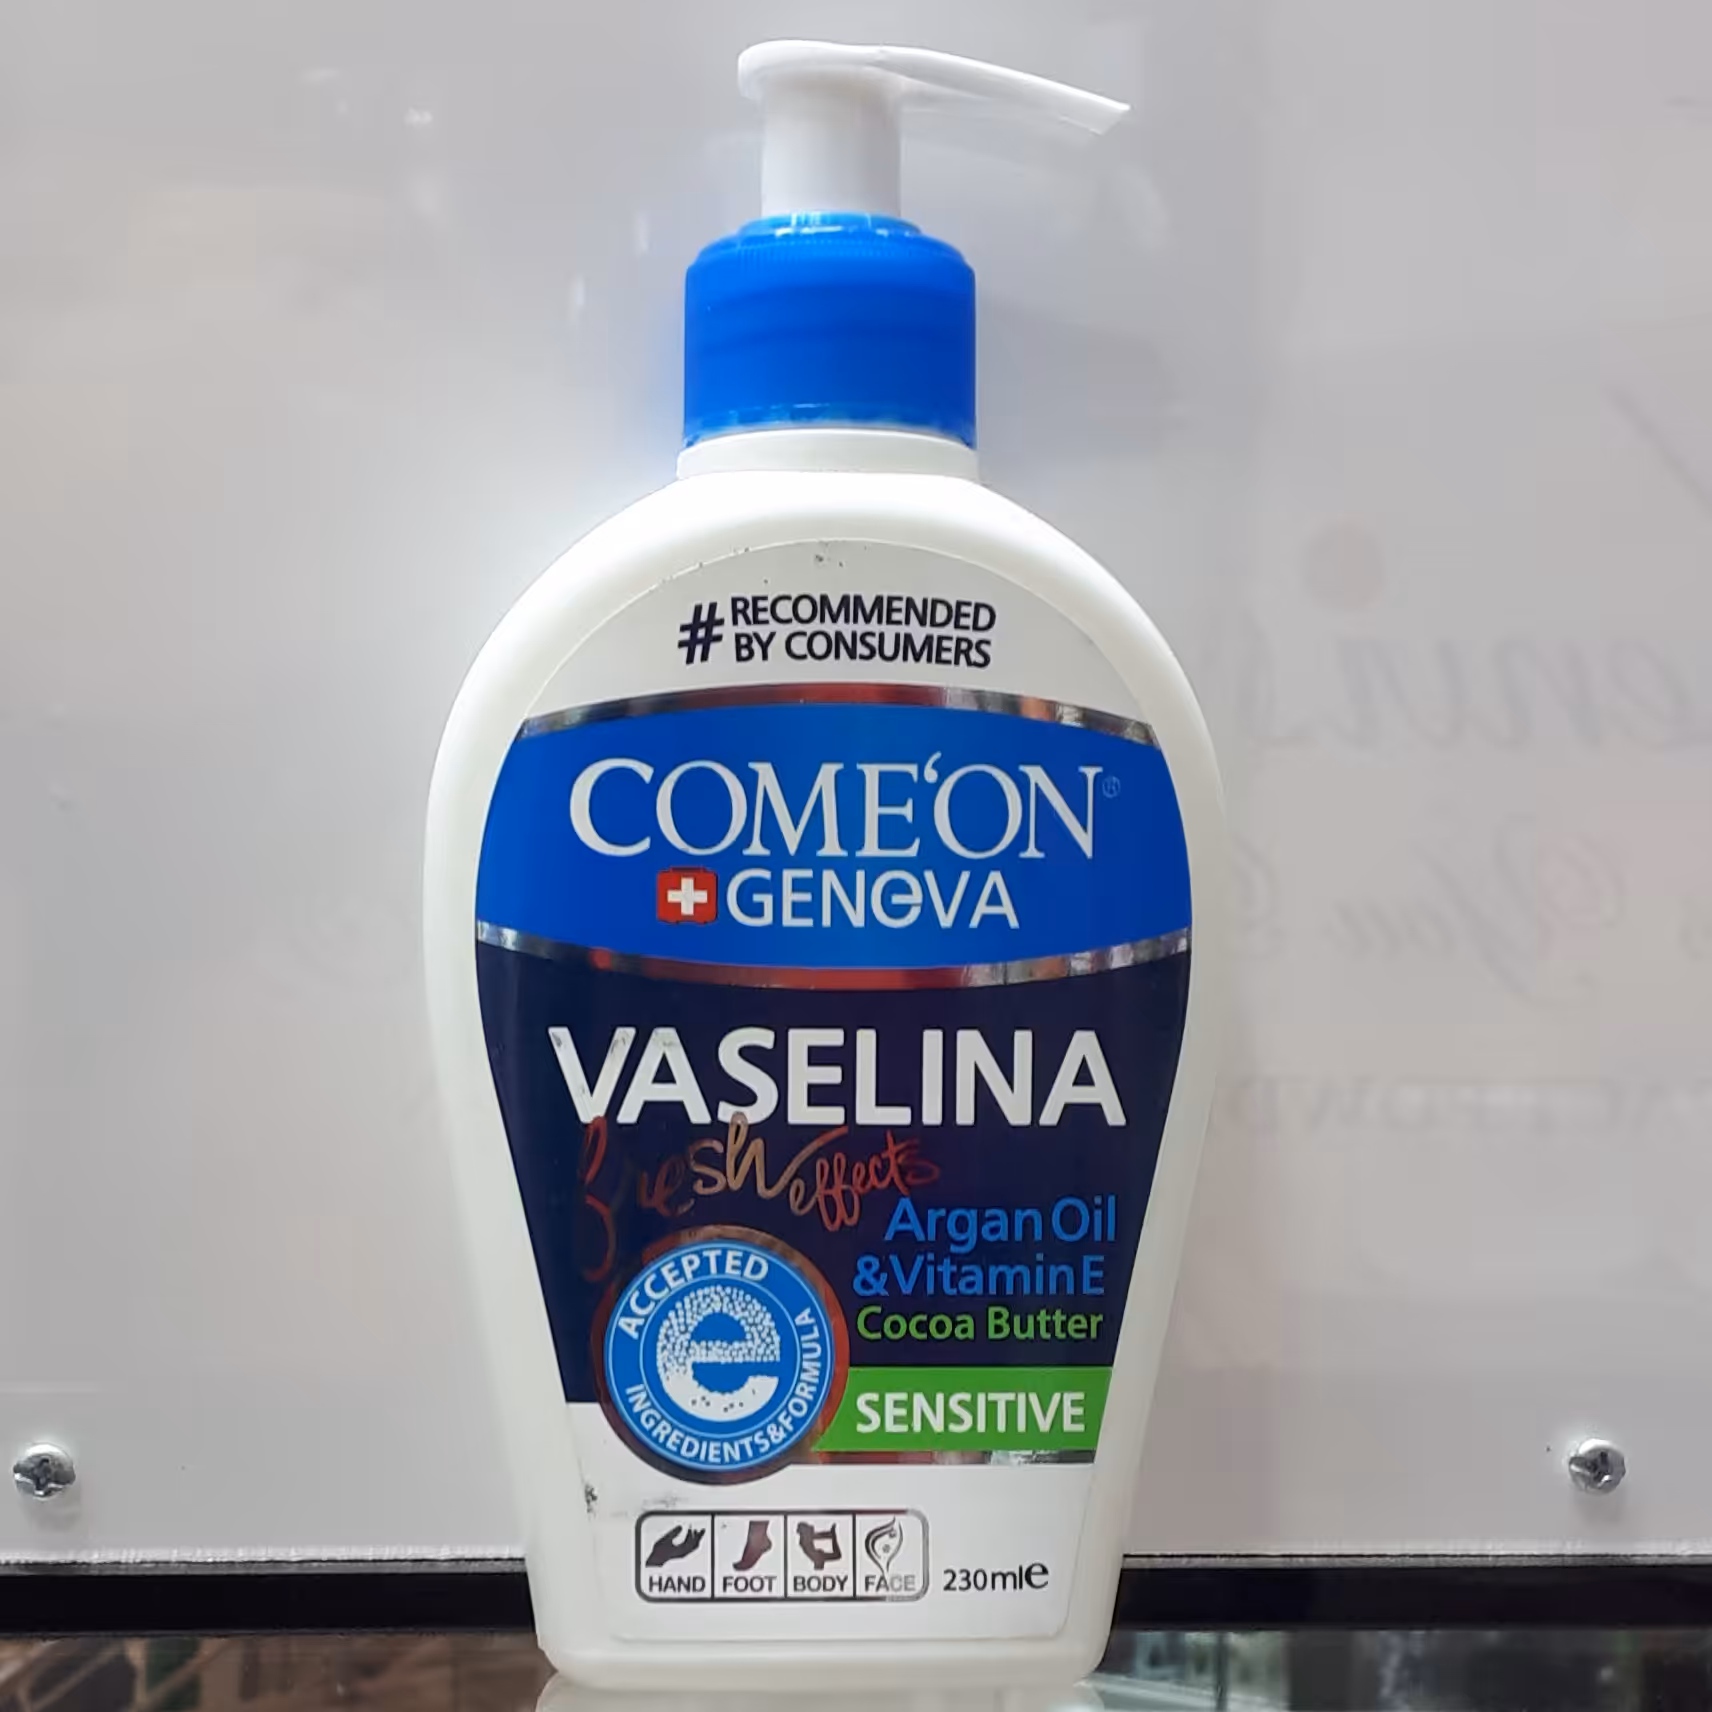 # RECOMMENDED
BY CONSUMERS
COME'ON®
GENeVA
VASELINA
fresh effects
Argan Oil
& Vitamin E
Cocoa Butter
ACCEPTED
e
INGREDIENTS&FORMULA
SENSITIVE
HAND FOOT BODY FACE
230mle